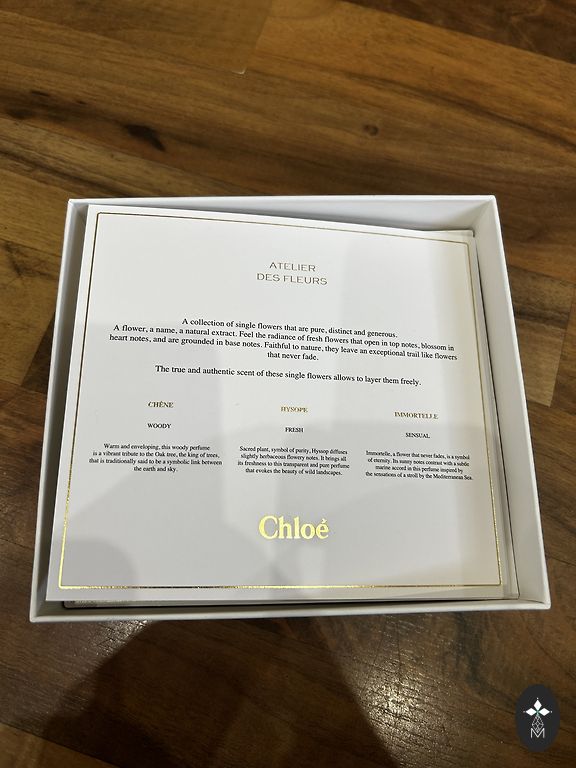 ATELIER
DES FLEURS
A collection of single flowers that are pure, distinct and generous.
A flower, a name, a natural extract. Feel the radiance of fresh flowers that open in top notes, blossom in
heart notes, and are grounded in base notes. Faithful to nature, they leave an exceptional trail like flowers
that never fade.
The true and authentic scent of these single flowers allows to layer them freely.
CHÊNE
WOODY
Warm and enveloping, this woody perfume
is a vibrant tribute to the Oak tree, the king of trees,
that is traditionally said to be a symbolic link between
the earth and sky.
HYSOPE
FRESH
Sacred plant, symbol of purity, Hyssop diffuses
slightly herbaceous flowery notes. It brings all
its freshness to this transparent and pure perfume
that evokes the beauty of wild landscapes.
IMMORTELLE
SENSUAL
Immortelle, a flower that never fades, is a symbol
of eternity. Its sunny notes contrast with a subtle
marine accord in this perfume inspired by
the sensations of a stroll by the Mediterranean Sea.
Chloé
M